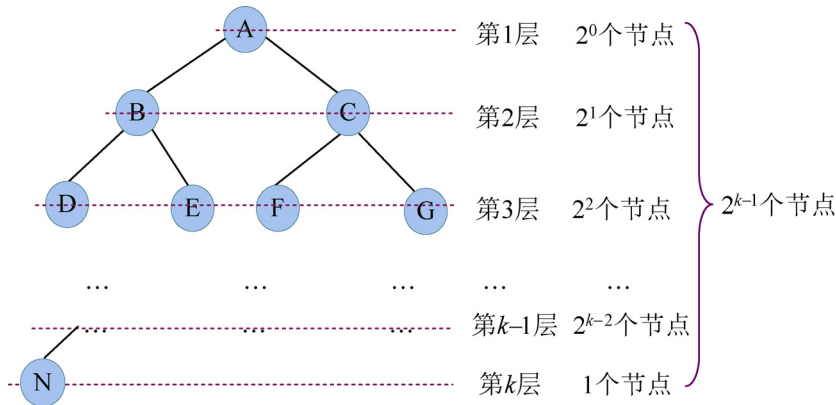 A 第1层 2⁰个节点
B C 第2层 2¹个节点
D E F G 第3层 2²个节点
2ᵏ⁻¹个节点
... ... ... ... ...
... ... ... 第k–1层 2ᵏ⁻²个节点
N 第k层 1个节点